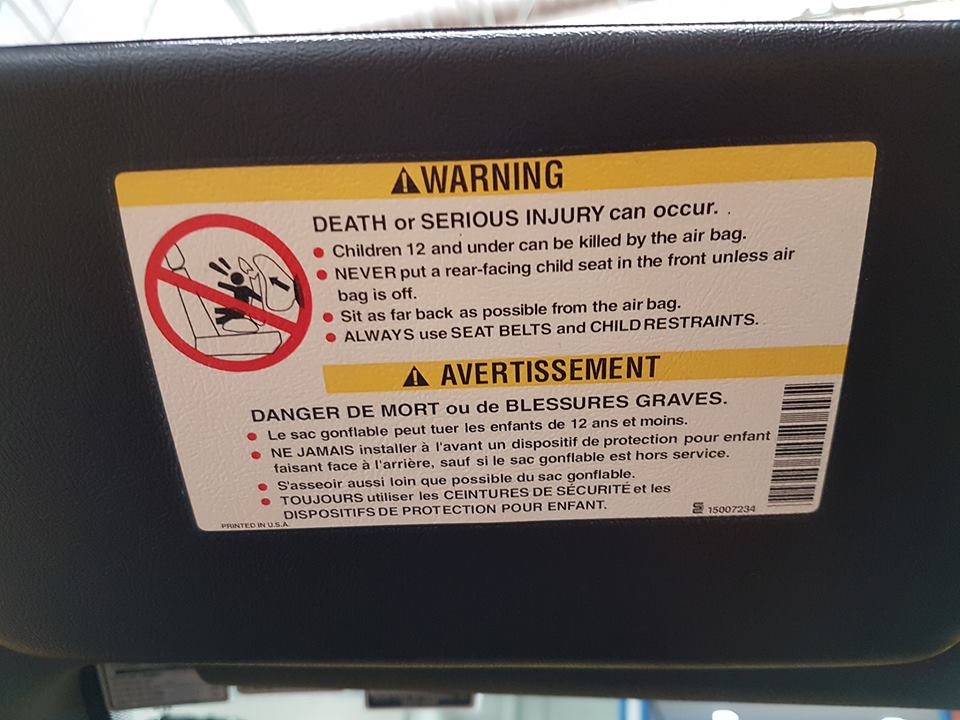 WARNING
DEATH or SERIOUS INJURY can occur.
Children 12 and under can be killed by the air bag.
NEVER put a rear-facing child seat in the front unless air
bag is off.
Sit as far back as possible from the air bag.
ALWAYS use SEAT BELTS and CHILD RESTRAINTS.
AVERTISSEMENT
DANGER DE MORT ou de BLESSURES GRAVES.
Le sac gonflable peut tuer les enfants de 12 ans et moins.
NE JAMAIS installer à l'avant un dispositif de protection pour enfant
faisant face à l'arrière, sauf si le sac gonflable est hors service.
S'asseoir aussi loin que possible du sac gonflable.
TOUJOURS utiliser les CEINTURES DE SÉCURITÉ et les
DISPOSITIFS DE PROTECTION POUR ENFANT.
PRINTED IN U.S.A.
15007234